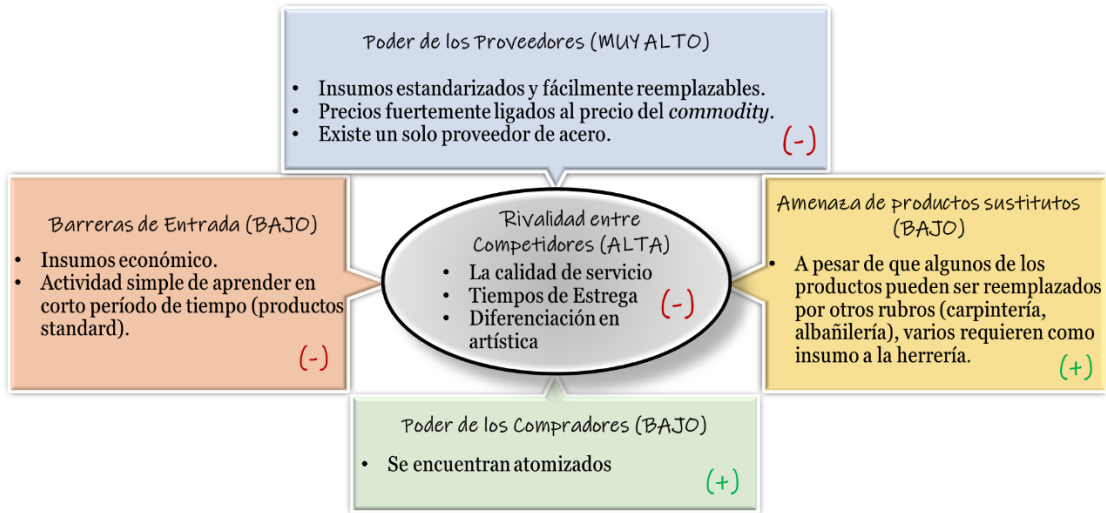 Poder de los Proveedores (MUY ALTO)
• Insumos estandarizados y fácilmente reemplazables.
• Precios fuertemente ligados al precio del commodity.
• Existe un solo proveedor de acero.
(-)
Barreras de Entrada (BAJO)
• Insumos económico.
• Actividad simple de aprender en
corto período de tiempo (productos
standard).
(-)
Rivalidad entre
Competidores (ALTA)
• La calidad de servicio
• Tiempos de Estrega
• Diferenciación en
artística
(-)
Amenaza de productos sustitutos
(BAJO)
• A pesar de que algunos de los
productos pueden ser reemplazados
por otros rubros (carpintería,
albañilería), varios requieren como
insumo a la herrería.
(+)
Poder de los Compradores (BAJO)
• Se encuentran atomizados
(+)